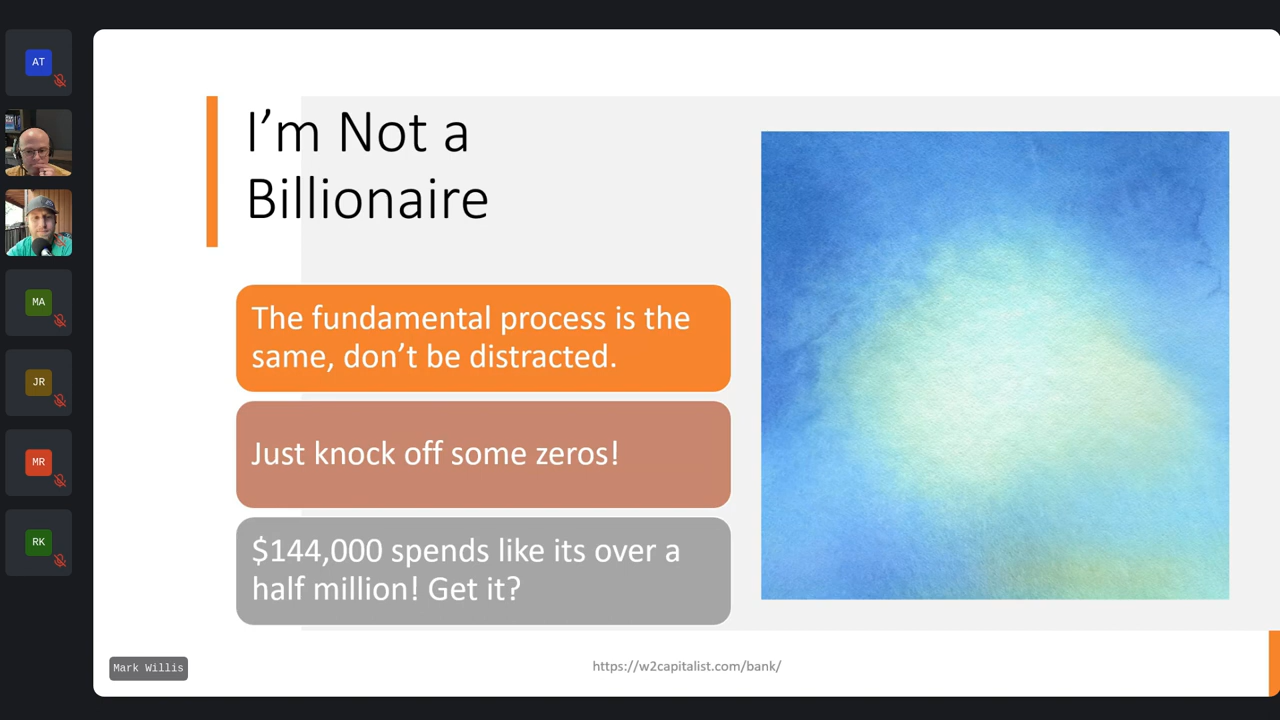 AT
MA
JR
MR
RK
I’m Not a
Billionaire
The fundamental process is the
same, don’t be distracted.
Just knock off some zeros!
$144,000 spends like its over a
half million! Get it?
Mark Willis
https://w2capitalist.com/bank/